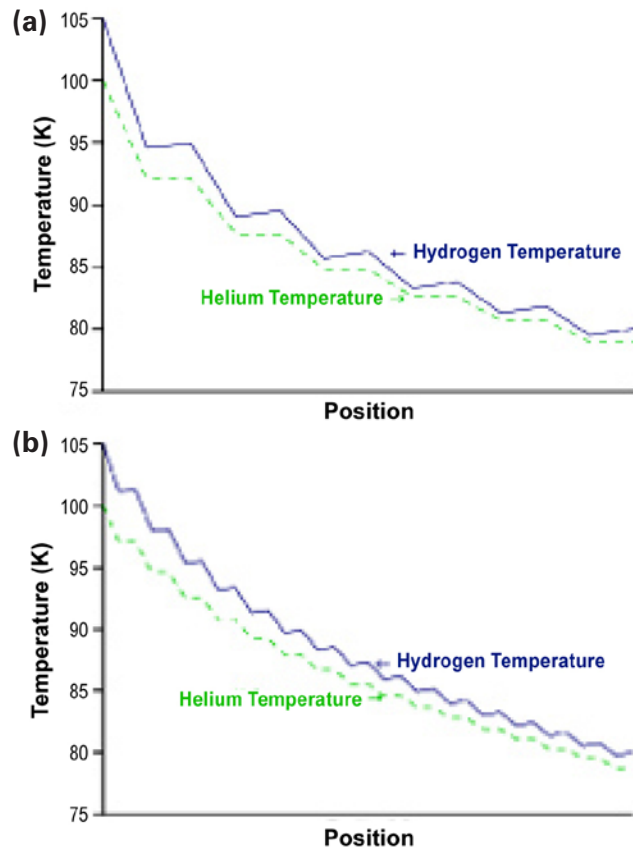 (a)
105
100
95
90
85
80
75
Temperature (K)
Hydrogen Temperature
Helium Temperature
Position
(b)
105
100
95
90
85
80
75
Temperature (K)
Hydrogen Temperature
Helium Temperature
Position